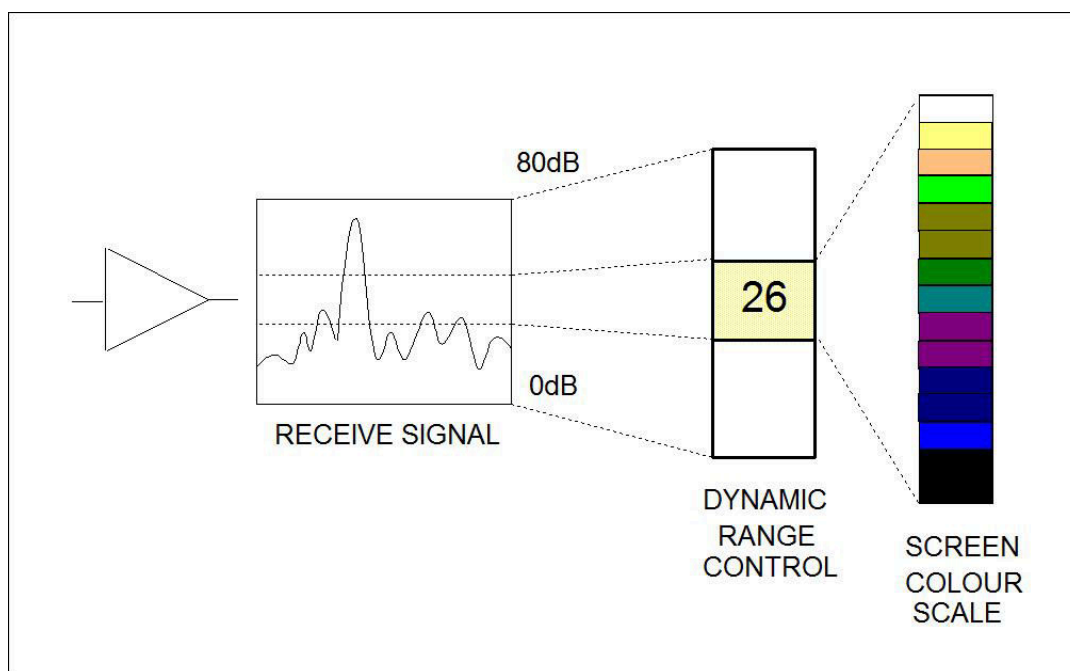 80dB
26
0dB
RECEIVE SIGNAL
DYNAMIC
RANGE
CONTROL
SCREEN
COLOUR
SCALE